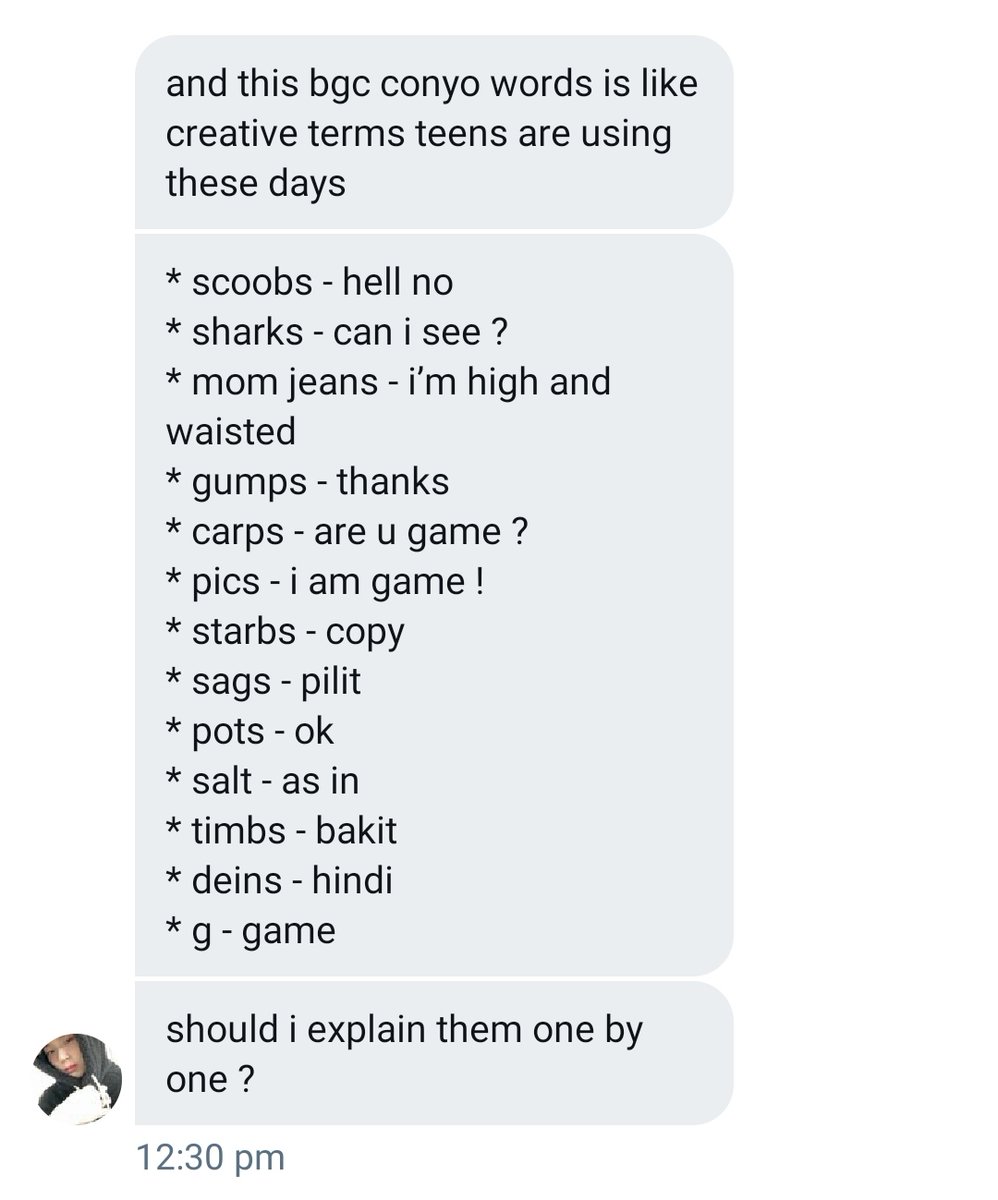 and this bgc conyo words is like
creative terms teens are using
these days
* scoobs - hell no
* sharks - can i see ?
* mom jeans - i’m high and
waisted
* gumps - thanks
* carps - are u game ?
* pics - i am game !
* starbs - copy
* sags - pilit
* pots - ok
* salt - as in
* timbs - bakit
* deins - hindi
* g - game
should i explain them one by
one ?
12:30 pm